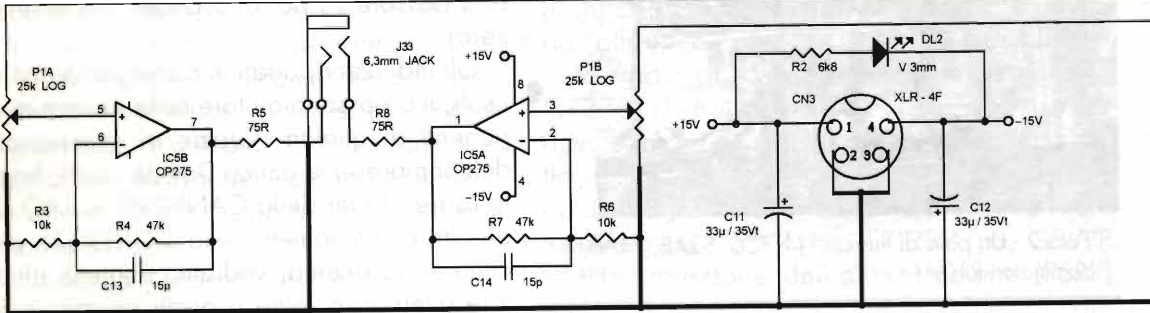 P1A
25k LOG
5
6
+
-
7
IC5B
OP275
R3
10k
R4 47k
C13 15p
R5
75R
J33
6,3mm JACK
R8
75R
+15V
8
1
+
-
3
2
IC5A
OP275
4
-15V
R7 47k
C14 15p
P1B
25k LOG
R6
10k
R2 6k8
DL2
V 3mm
CN3
XLR - 4F
+15V
1 4
2 3
-15V
C11
33µ / 35Vt
+
C12
33µ / 35Vt
+